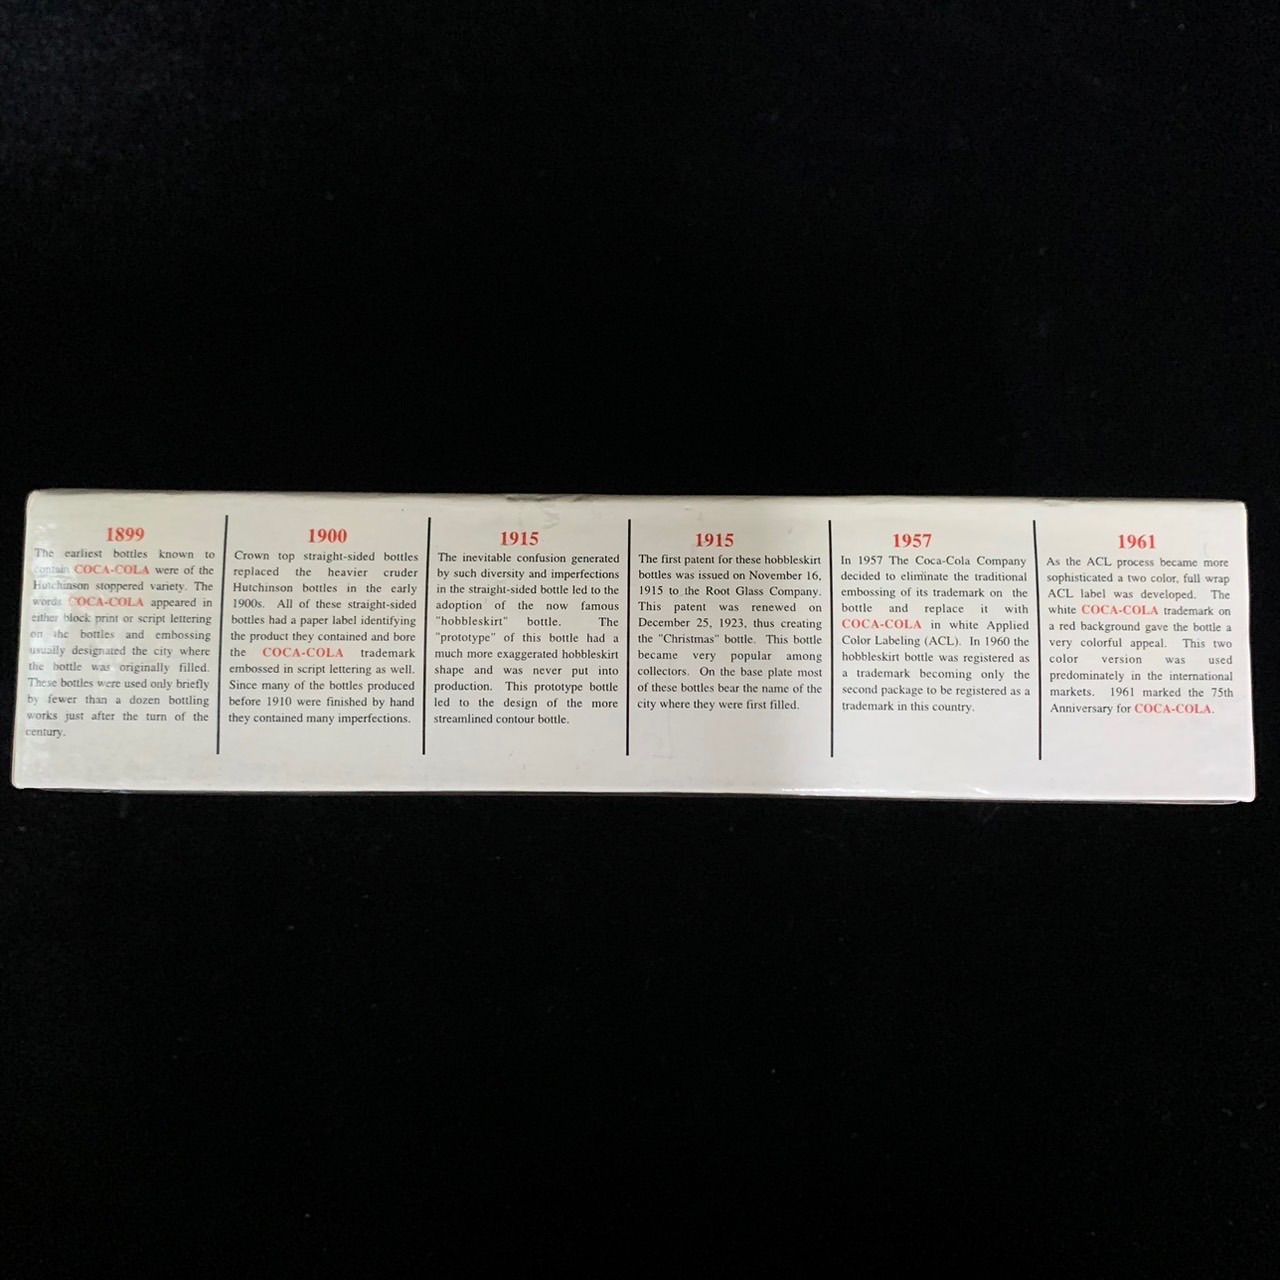 1899
The earliest bottles known to
contain COCA-COLA were of the
Hutchinson stoppered variety. The
words COCA-COLA appeared in
either block print or script lettering
on the bottles and embossing
usually designated the city where
the bottle was originally filled.
These bottles were used only briefly
by fewer than a dozen bottling
works just after the turn of the
century.
1900
Crown top straight-sided bottles
replaced the heavier cruder
Hutchinson bottles in the early
1900s. All of these straight-sided
bottles had a paper label identifying
the product they contained and bore
the COCA-COLA trademark
embossed in script lettering as well.
Since many of the bottles produced
before 1910 were finished by hand
they contained many imperfections.
1915
The inevitable confusion generated
by such diversity and imperfections
in the straight-sided bottle led to the
adoption of the now famous
"hobbleskirt" bottle. The
"prototype" of this bottle had a
much more exaggerated hobbleskirt
shape and was never put into
production. This prototype bottle
led to the design of the more
streamlined contour bottle.
1915
The first patent for these hobbleskirt
bottles was issued on November 16,
1915 to the Root Glass Company.
This patent was renewed on
December 25, 1923, thus creating
the "Christmas" bottle. This bottle
became very popular among
collectors. On the base plate most
of these bottles bear the name of the
city where they were first filled.
1957
In 1957 The Coca-Cola Company
decided to eliminate the traditional
embossing of its trademark on the
bottle and replace it with
COCA-COLA in white Applied
Color Labeling (ACL). In 1960 the
hobbleskirt bottle was registered as
a trademark becoming only the
second package to be registered as a
trademark in this country.
1961
As the ACL process became more
sophisticated a two color, full wrap
ACL label was developed. The
white COCA-COLA trademark on
a red background gave the bottle a
very colorful appeal. This two
color version was used
predominately in the international
markets. 1961 marked the 75th
Anniversary for COCA-COLA.